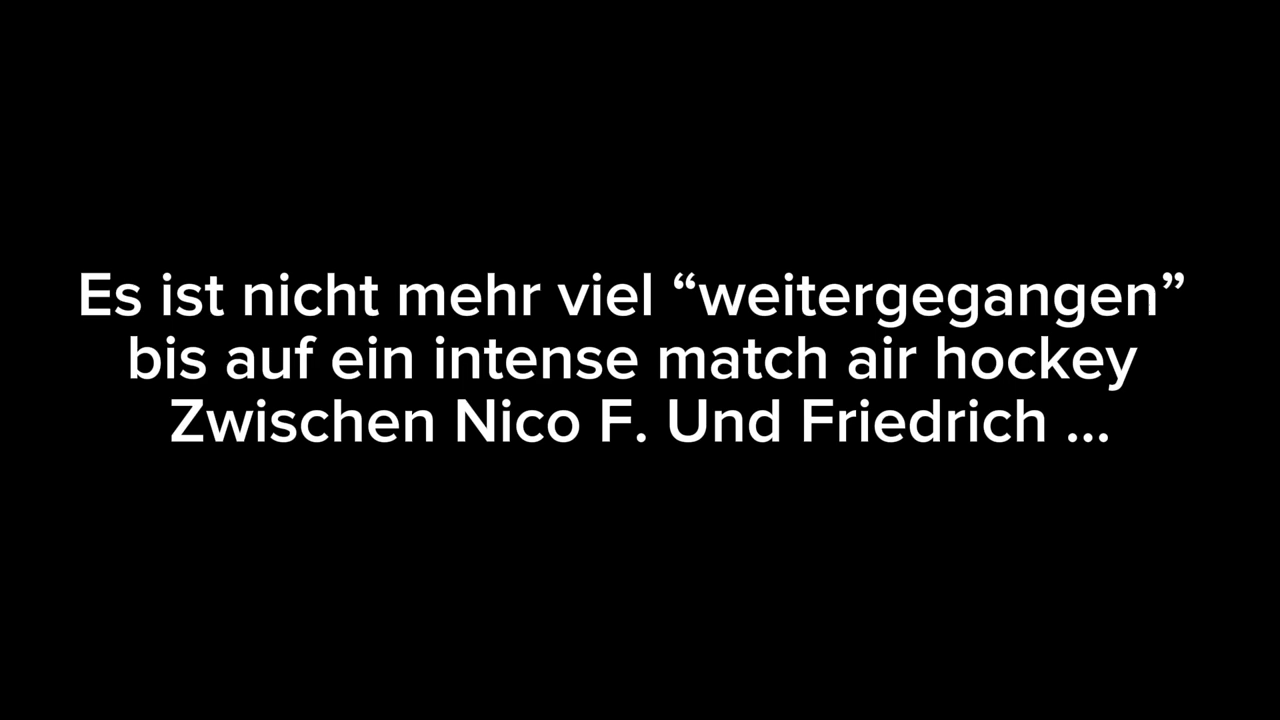 Es ist nicht mehr viel “weitergegangen”
bis auf ein intense match air hockey
Zwischen Nico F. Und Friedrich ...